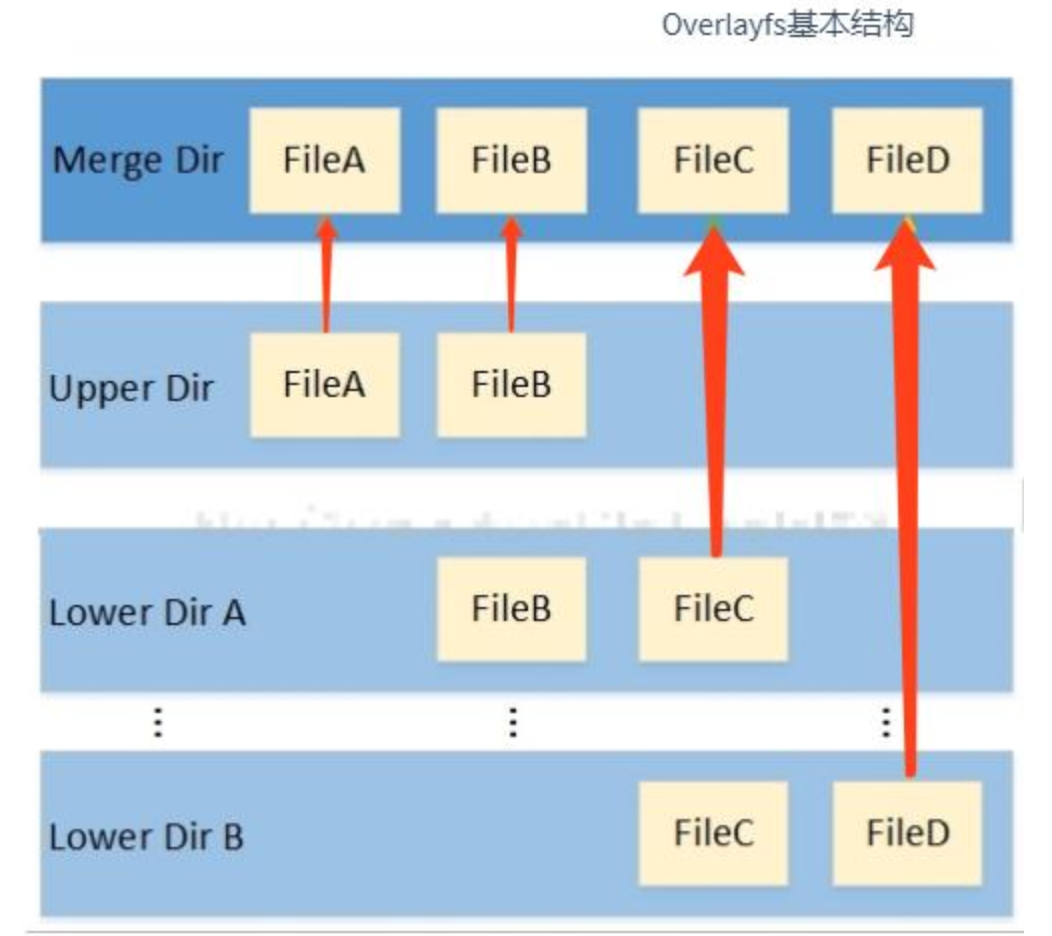 Overlayfs基本结构
Merge Dir FileA FileB FileC FileD
Upper Dir FileA FileB
Lower Dir A FileB FileC
⋮ ⋮ ⋮
Lower Dir B FileC FileD